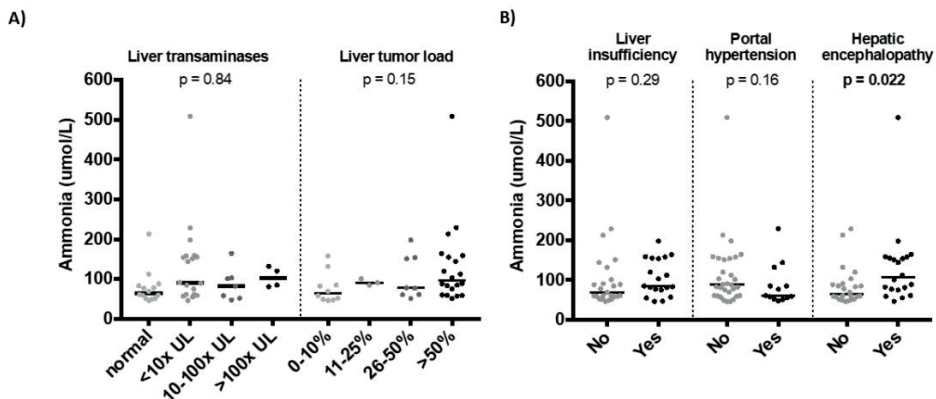 A)
Liver transaminases
p = 0.84
Liver tumor load
p = 0.15
Ammonia (umol/L)
600
500
400
300
200
100
0
normal
<10x UL
10-100x UL
>100x UL
0-10%
11-25%
26-50%
>50%
B)
Liver
insufficiency
p = 0.29
Portal
hypertension
p = 0.16
Hepatic
encephalopathy
p = 0.022
Ammonia (umol/L)
600
500
400
300
200
100
0
No
Yes
No
Yes
No
Yes